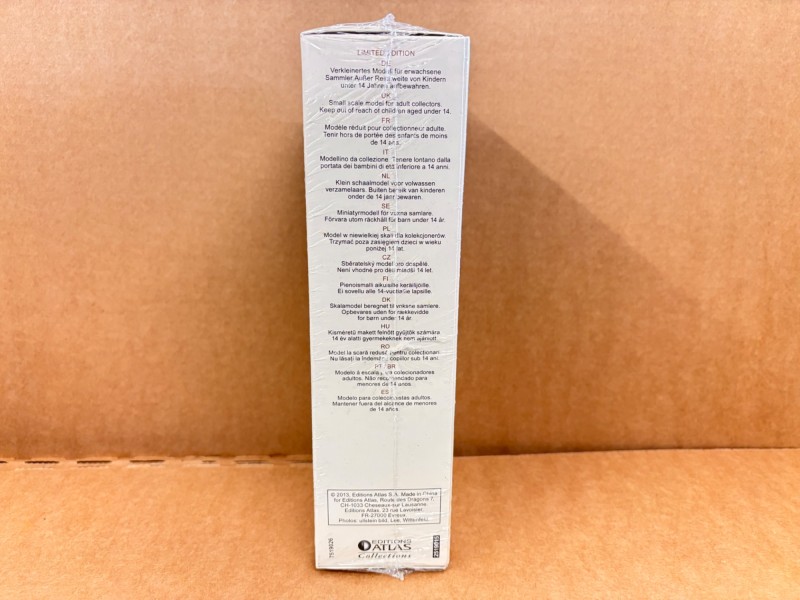 LIMITED EDITION
DE
Verkleinertes Modell für erwachsene
Sammler. Außer Reichweite von Kindern
unter 14 Jahren aufbewahren.
UK
Small scale model for adult collectors.
Keep out of reach of children aged under 14.
FR
Modèle réduit pour collectionneur adulte.
Tenir hors de portée des enfants de moins
de 14 ans.
IT
Modellino da collezione. Tenere lontano dalla
portata dei bambini di età inferiore a 14 anni.
NL
Klein schaalmodel voor volwassen
verzamelaars. Buiten bereik van kinderen
onder de 14 jaar bewaren.
SE
Miniatyrmodell för vuxna samlare.
Förvara utom räckhåll för barn under 14 år.
PL
Model w niewielkiej skali dla kolekcjonerów.
Trzymać poza zasięgiem dzieci w wieku
poniżej 14 lat.
CZ
Sběratelský model pro dospělé.
Není vhodné pro děti mladší 14 let.
FI
Pienoismalli aikuisille keräilijöille.
Ei sovellu alle 14-vuotiaille lapsille.
DK
Skalamodel beregnet til voksne samlere.
Opbevares uden for rækkevidde
for børn under 14 år.
HU
Kisméretű makett felnőtt gyűjtők számára
14 év alatti gyermekeknek nem ajánlott
RO
Model la scară redusă pentru colecționari
Nu lăsați la îndemâna copiilor sub 14 ani.
PT / BR
Modelo à escala para colecionadores
adultos. Não recomendado para
menores de 14 anos.
ES
Modelo para coleccionistas adultos.
Mantener fuera del alcance de menores
de 14 años.
Editions Atlas S.A. Made in China
for Editions Atlas, Route des Dragons 7,
CH-1033 Cheseaux-sur Lausanne.
Editions Atlas, 23 rue Lavoisier,
FR-27000 Evreux.
Photos: ullstein bild, Lee,
7519026
EDITIONS
ATLAS
Collections